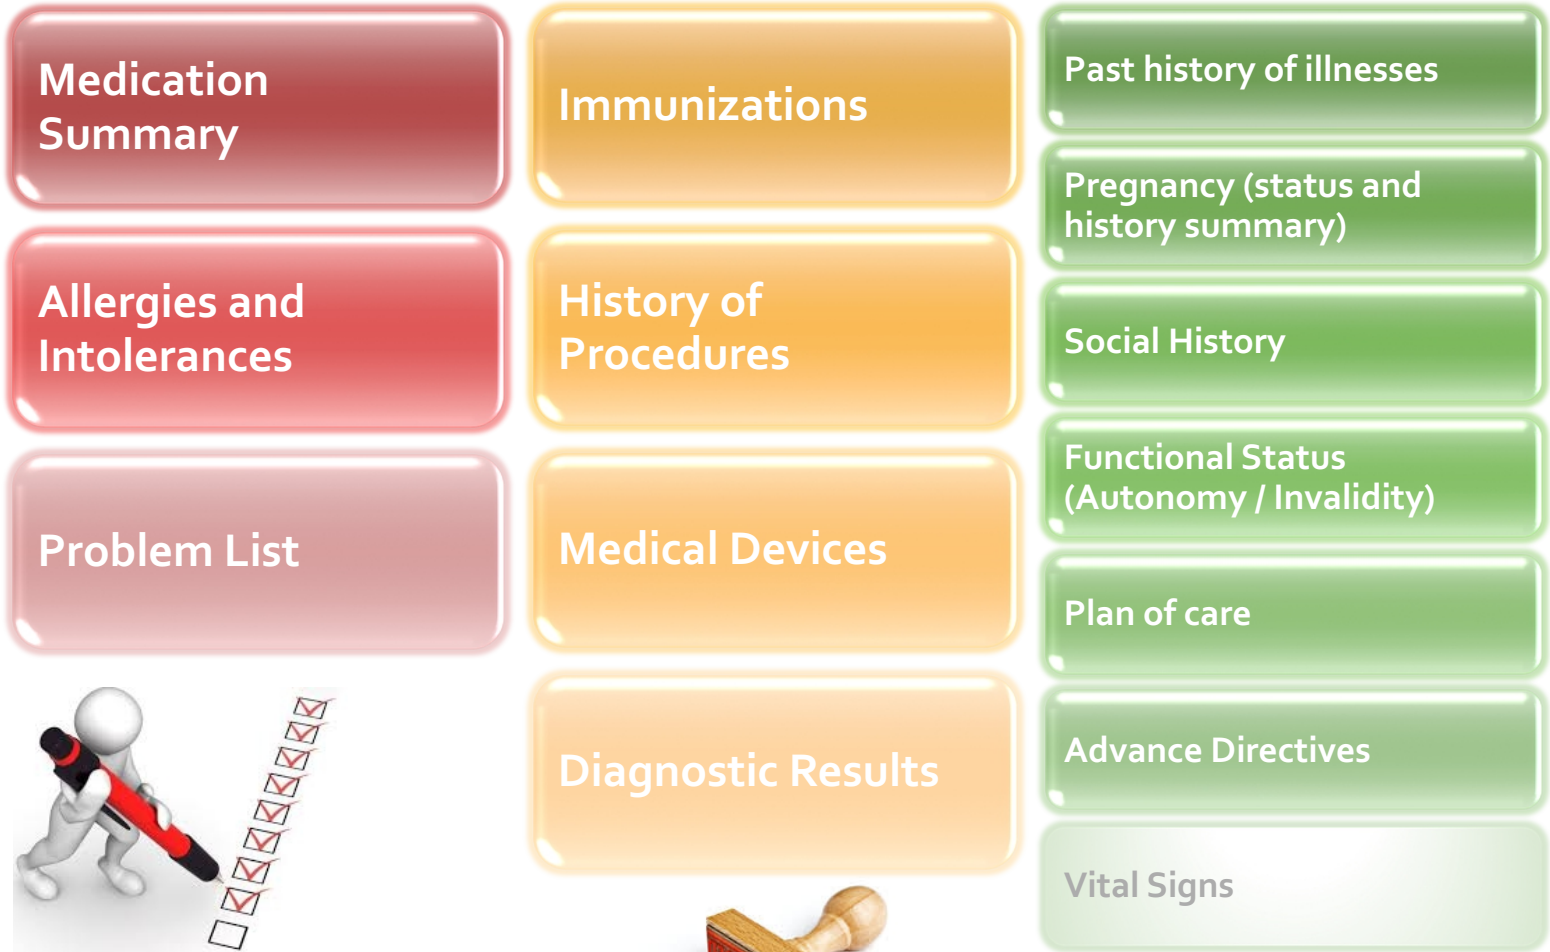 Medication
Summary
Allergies and
Intolerances
Problem List
Immunizations
History of
Procedures
Medical Devices
Diagnostic Results
Past history of illnesses
Pregnancy (status and
history summary)
Social History
Functional Status
(Autonomy / Invalidity)
Plan of care
Advance Directives
Vital Signs